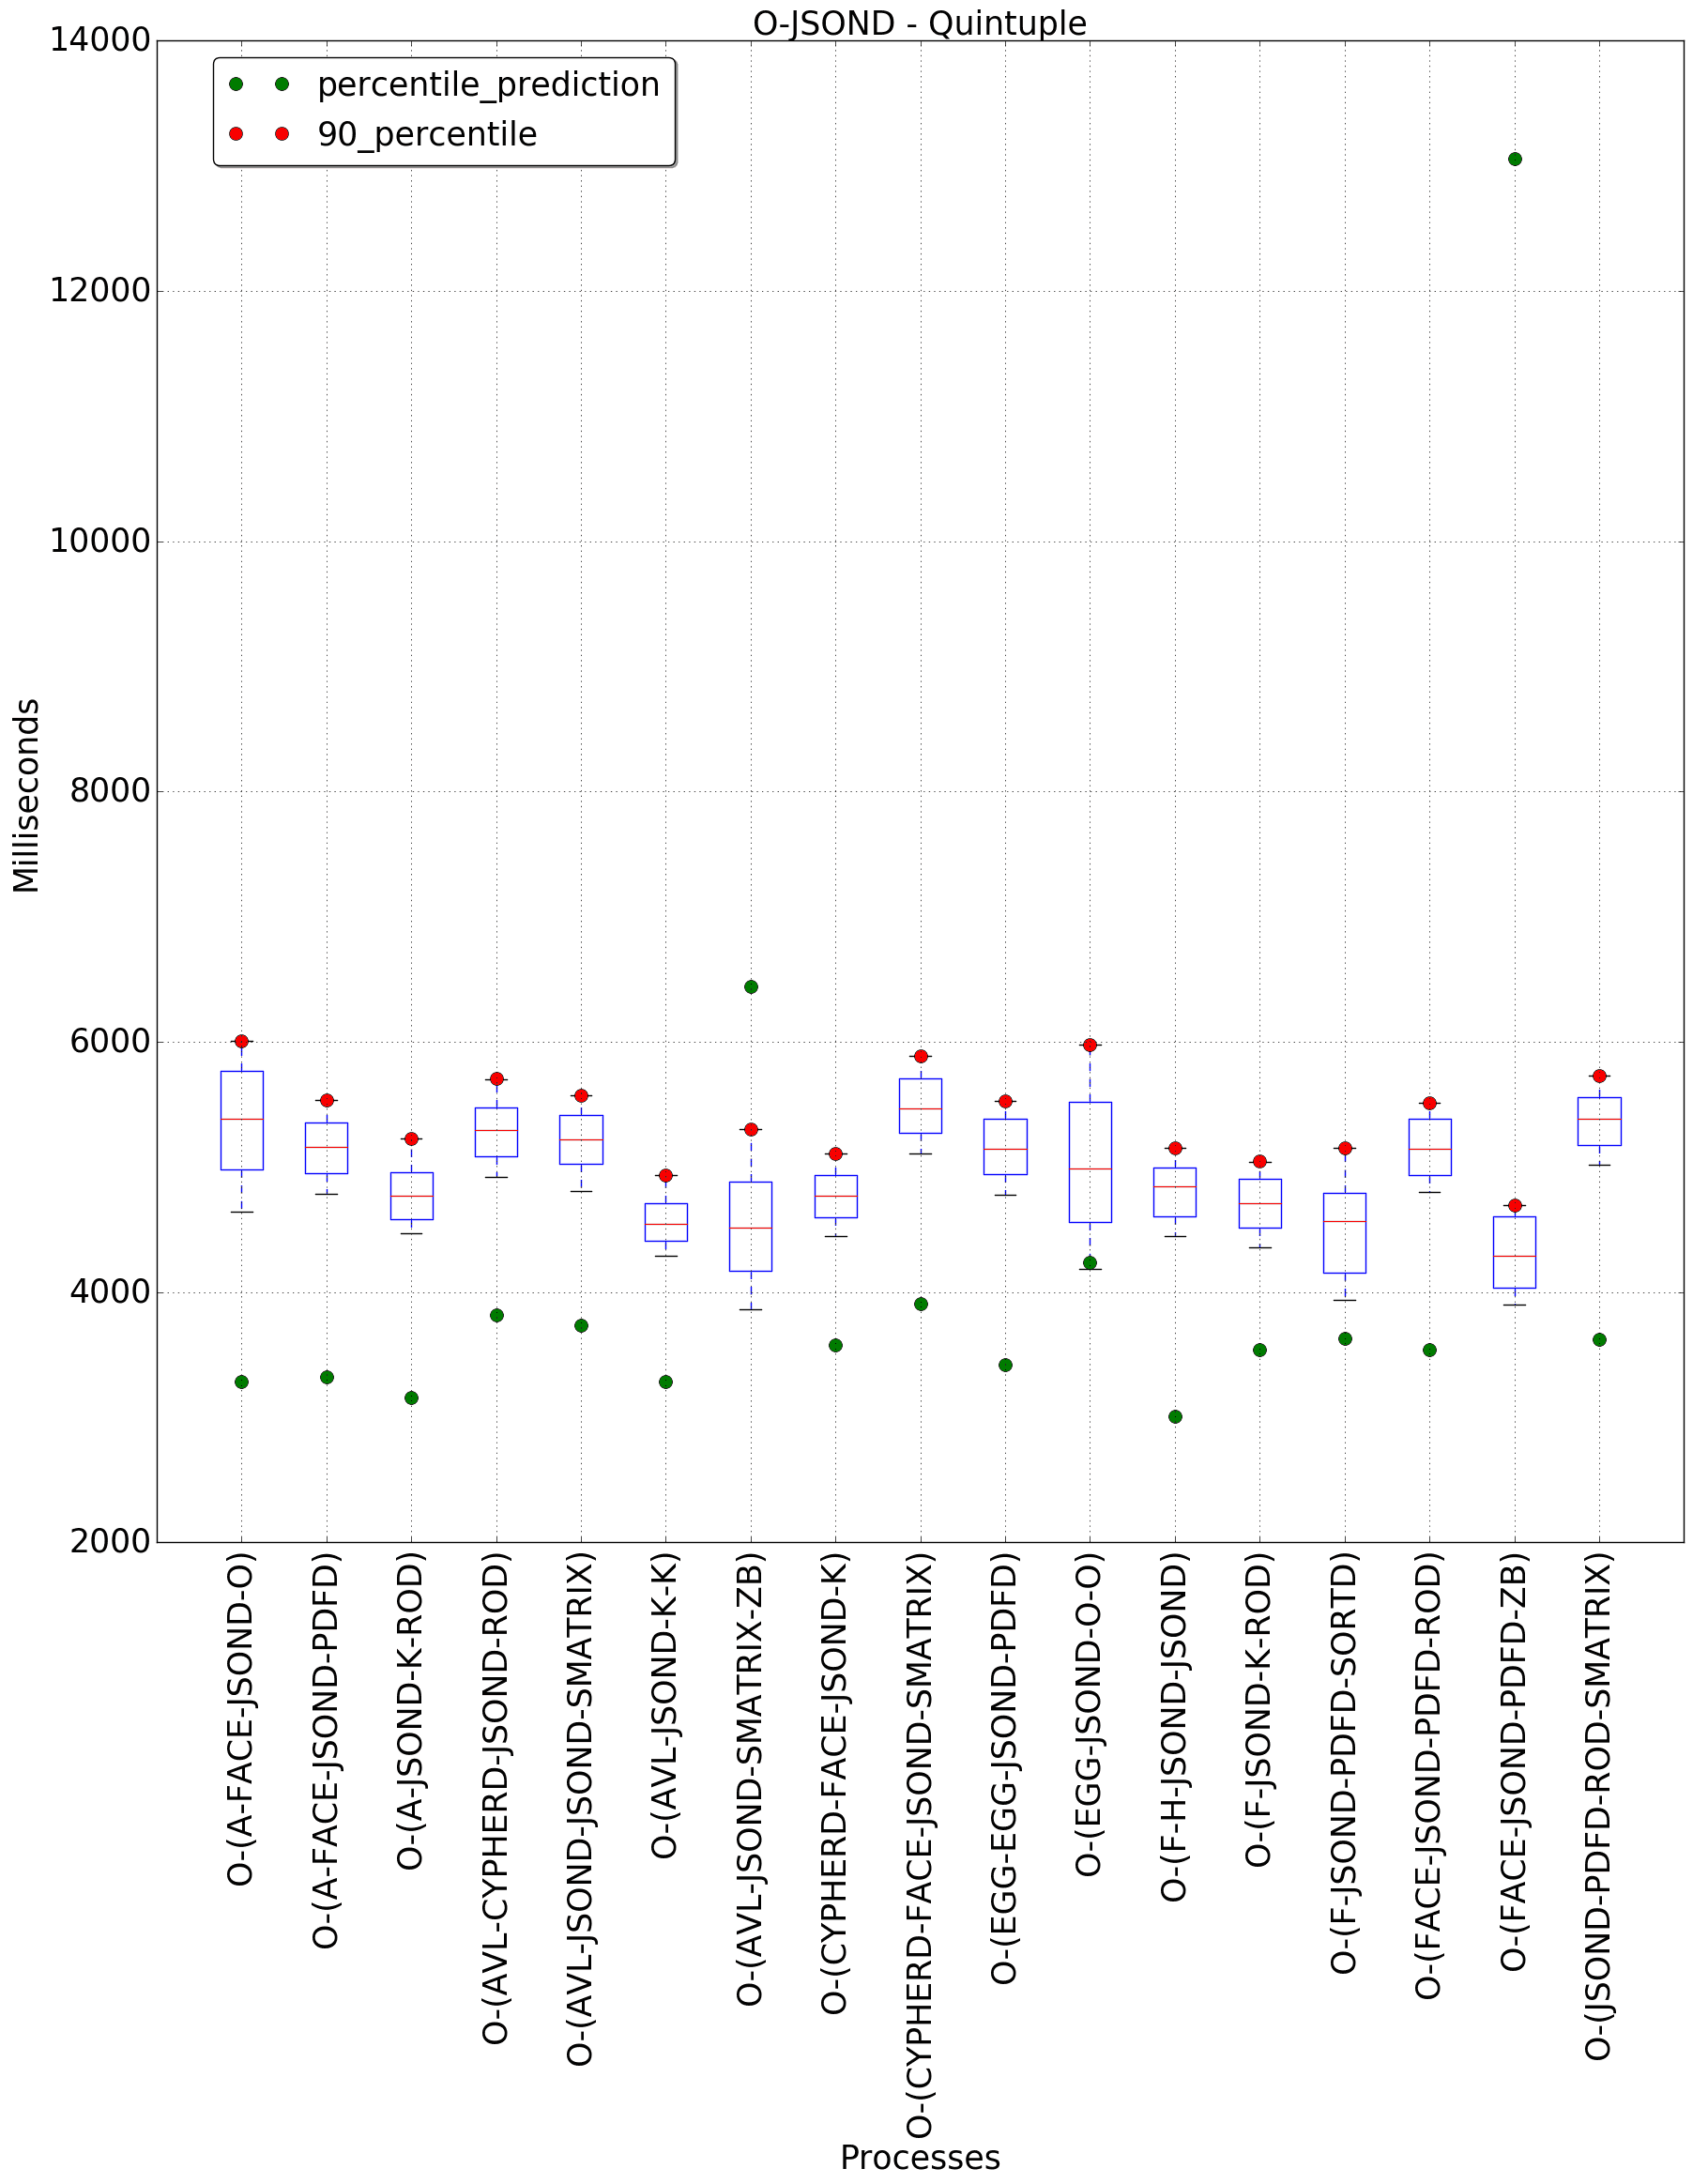 O-JSOND - Quintuple
percentile_prediction
90_percentile
14000
12000
10000
8000
6000
4000
2000
Milliseconds
O-(A-FACE-JSOND-O)
O-(A-FACE-JSOND-PDFD)
O-(A-JSOND-K-ROD)
O-(AVL-CYPHERD-JSOND-ROD)
O-(AVL-JSOND-JSOND-SMATRIX)
O-(AVL-JSOND-K-K)
O-(AVL-JSOND-SMATRIX-ZB)
O-(CYPHERD-FACE-JSOND-K)
O-(CYPHERD-FACE-JSOND-SMATRIX)
O-(EGG-EGG-JSOND-PDFD)
O-(EGG-JSOND-O-O)
O-(F-H-JSOND-JSOND)
O-(F-JSOND-K-ROD)
O-(F-JSOND-PDFD-SORTD)
O-(FACE-JSOND-PDFD-ROD)
O-(FACE-JSOND-PDFD-ZB)
O-(JSOND-PDFD-ROD-SMATRIX)
Processes